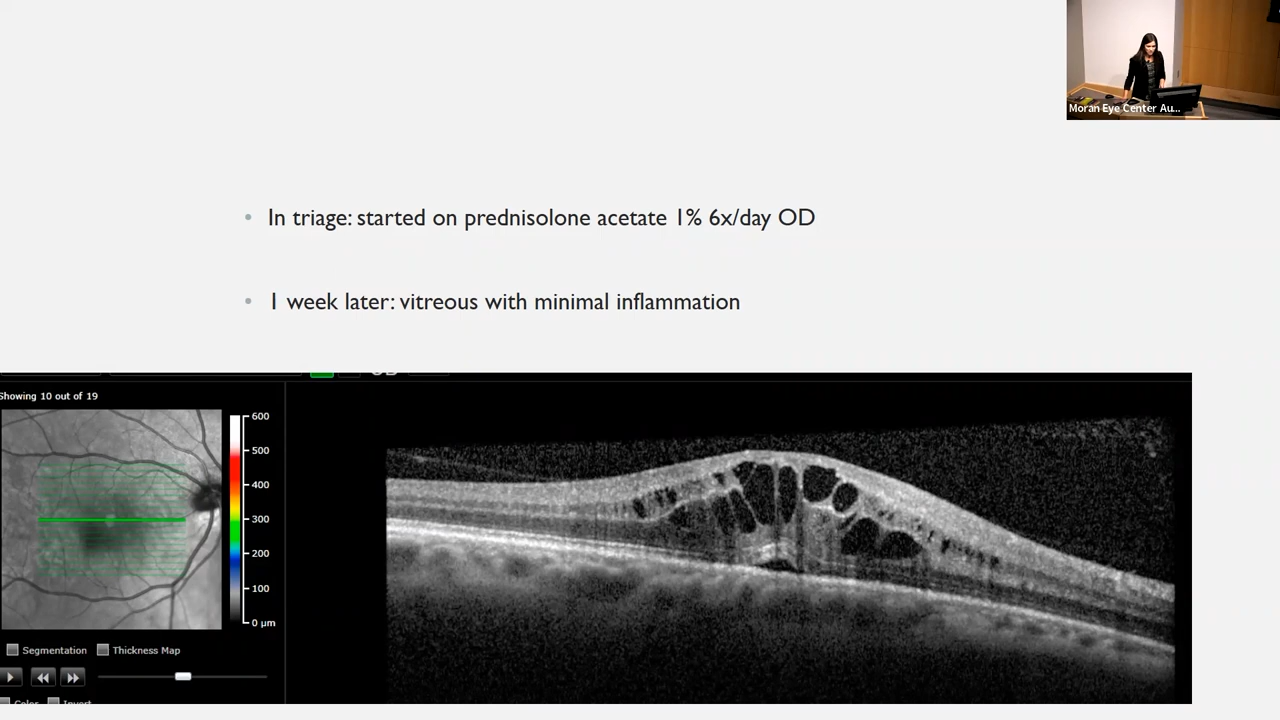 Moran Eye Center Au...
• In triage: started on prednisolone acetate 1% 6x/day OD
• 1 week later: vitreous with minimal inflammation
Showing 10 out of 19
600
500
400
300
200
100
0 μm
Segmentation
Thickness Map